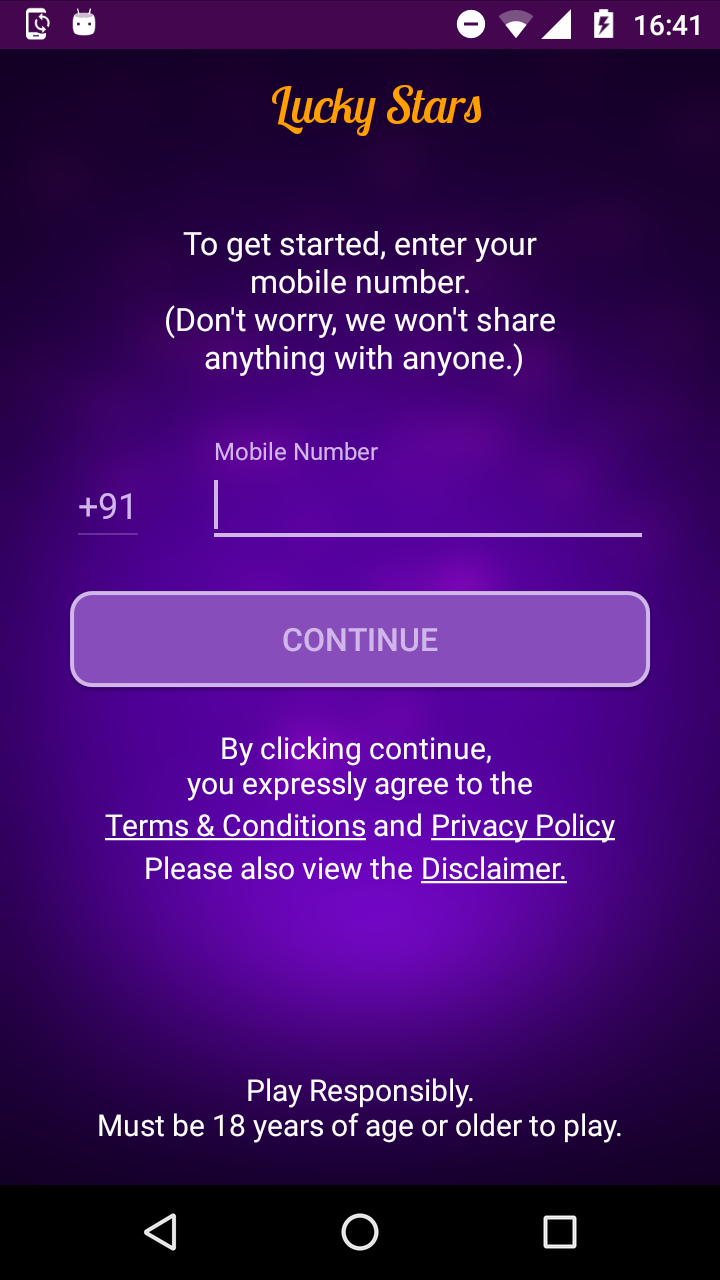 16:41
Lucky Stars
To get started, enter your
mobile number.
(Don't worry, we won't share
anything with anyone.)
Mobile Number
+91
CONTINUE
By clicking continue,
you expressly agree to the
Terms & Conditions and Privacy Policy
Please also view the Disclaimer.
Play Responsibly.
Must be 18 years of age or older to play.